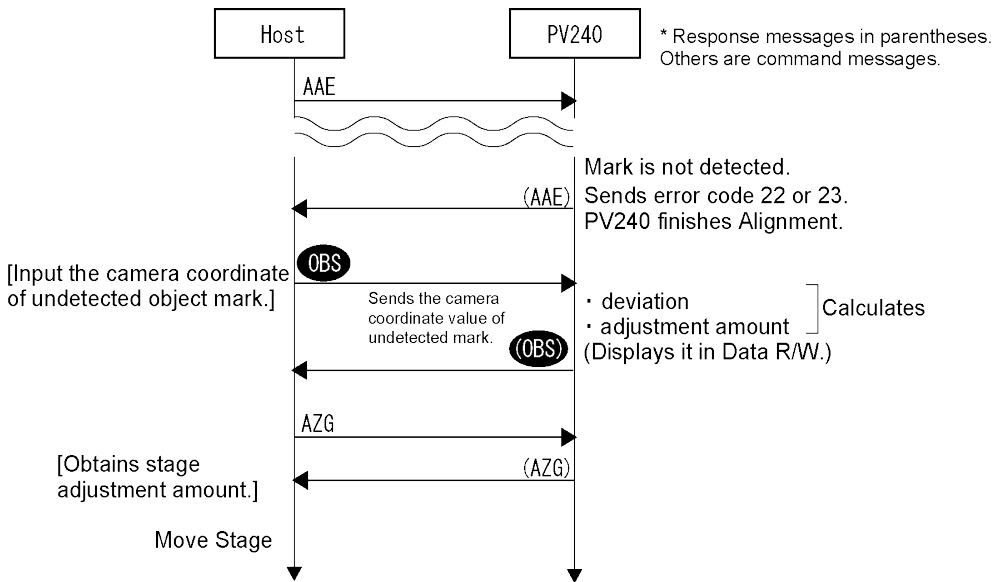 Host
PV240
* Response messages in parentheses.
Others are command messages.
AAE
Mark is not detected.
(AAE)
Sends error code 22 or 23.
PV240 finishes Alignment.
OBS
[Input the camera coordinate
of undetected object mark.]
Sends the camera
coordinate value of
undetected mark.
・ deviation
・ adjustment amount
Calculates
(Displays it in Data R/W.)
(OBS)
AZG
(AZG)
[Obtains stage
adjustment amount.]
Move Stage